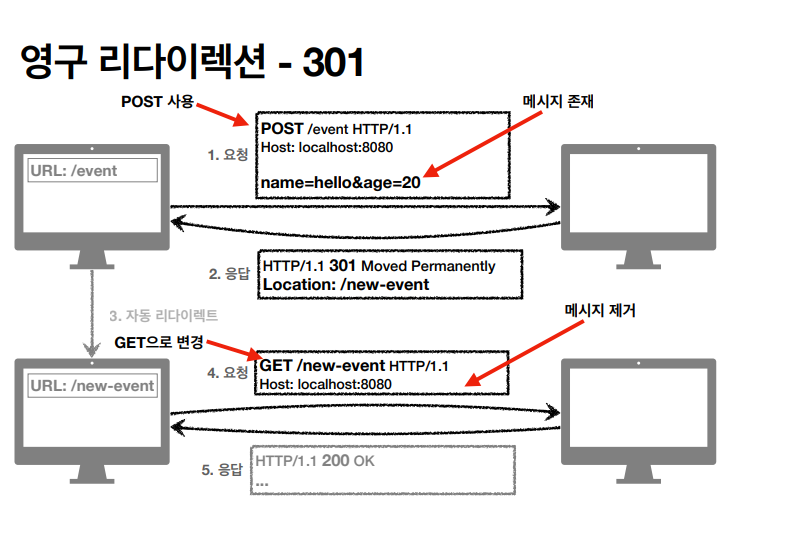 영구 리다이렉션 - 301
POST 사용
메시지 존재
1. 요청
POST /event HTTP/1.1
Host: localhost:8080
name=hello&age=20
URL: /event
2. 응답
HTTP/1.1 301 Moved Permanently
Location: /new-event
3. 자동 리다이렉트
GET으로 변경
메시지 제거
4. 요청
GET /new-event HTTP/1.1
Host: localhost:8080
URL: /new-event
5. 응답
HTTP/1.1 200 OK
...